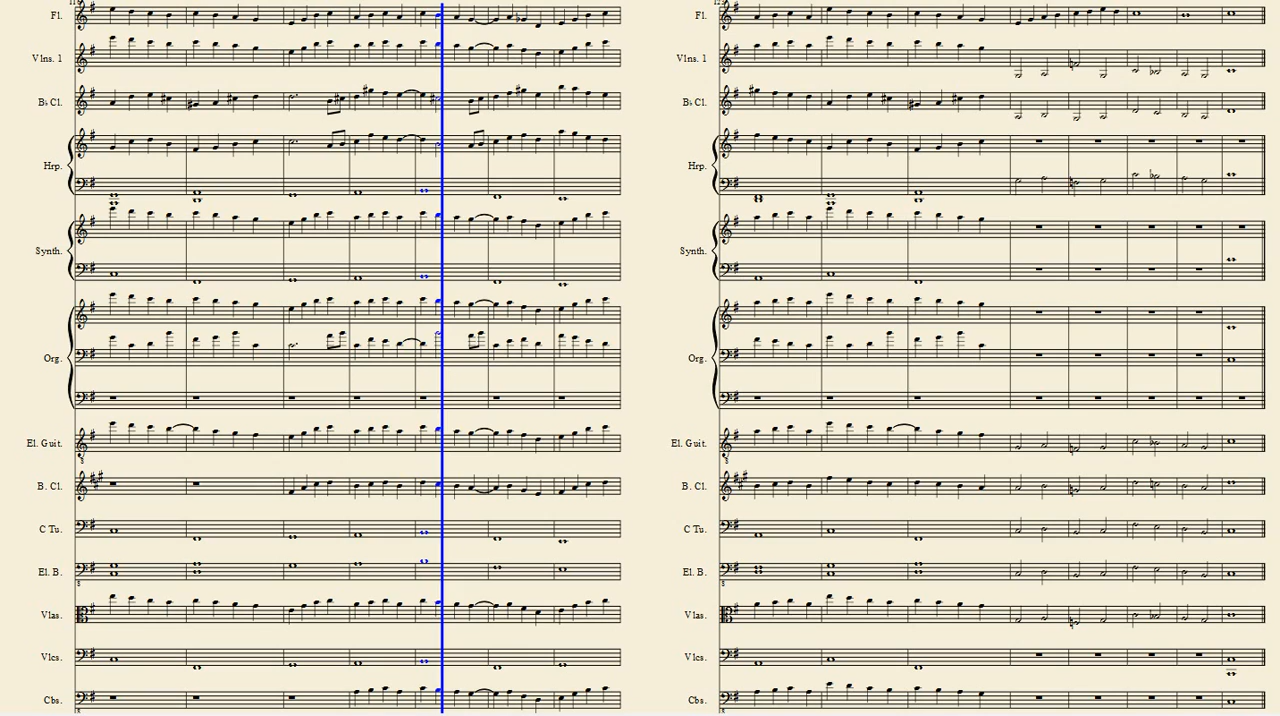 Fl.
Vlns. 1
B♭ Cl.
Hrp.
Synth.
Org.
El. Guit.
B. Cl.
C Tu.
El. B.
Vlas.
Vlcs.
Cbs.
Fl.
Vlns. 1
B♭ Cl.
Hrp.
Synth.
Org.
El. Guit.
B. Cl.
C Tu.
El. B.
Vlas.
Vlcs.
Cbs.